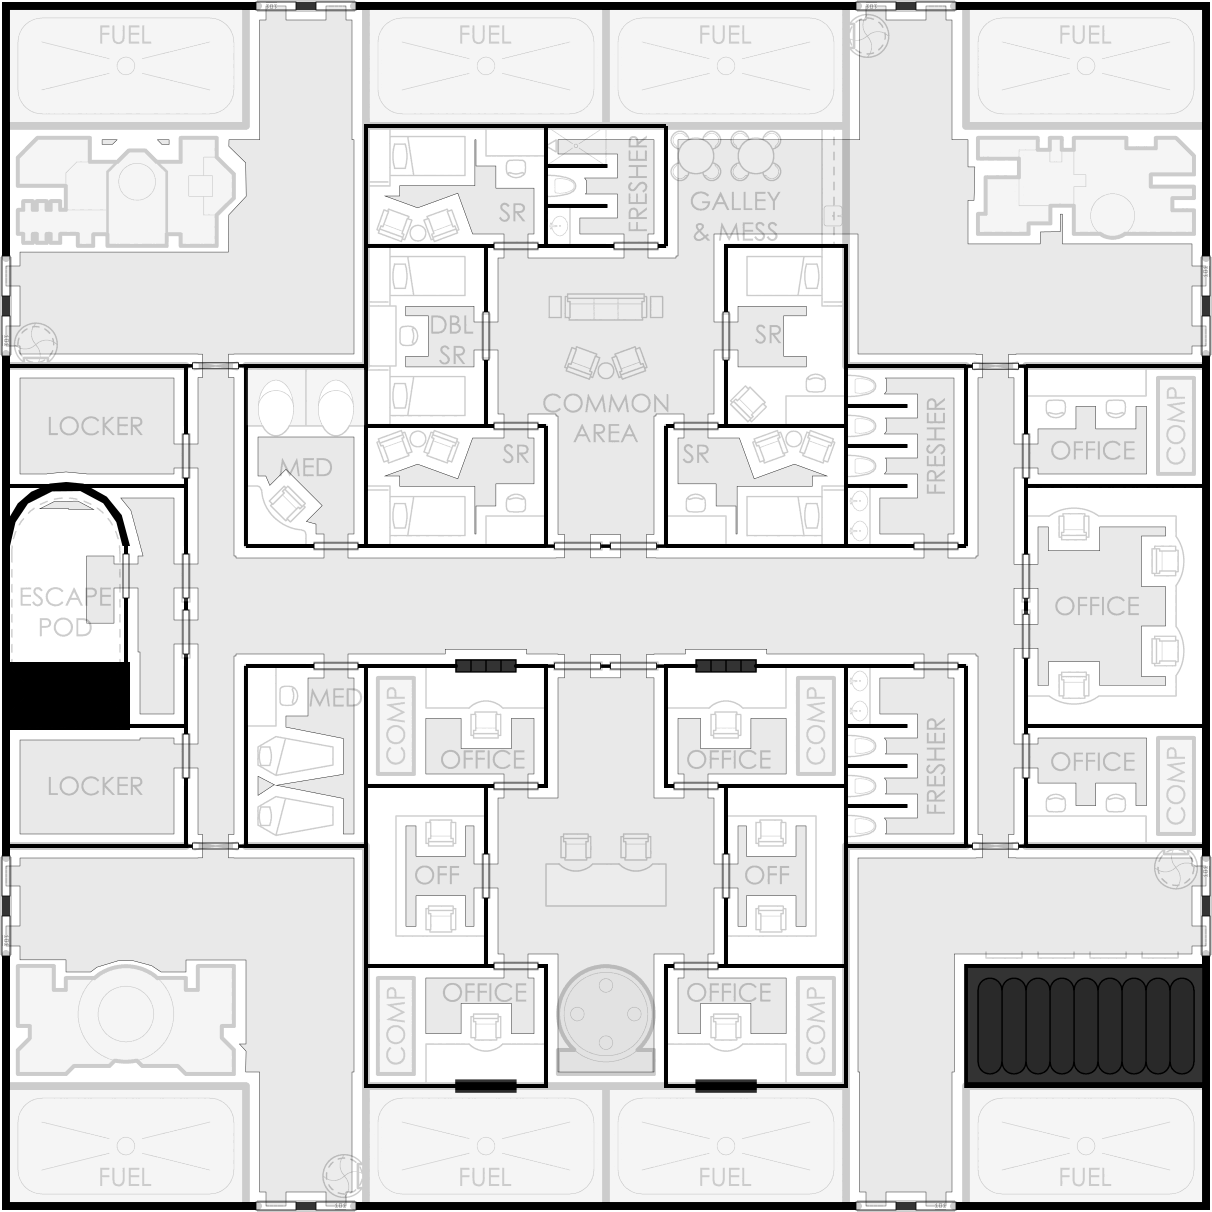 FUEL
FUEL
FUEL
FUEL
FRESHER
GALLEY
& MESS
SR
DBL
SR
SR
COMMON
AREA
LOCKER
MED
SR
SR
FRESHER
OFFICE
COMP
ESCAPE
POD
OFFICE
MED
COMP
OFFICE
OFFICE
COMP
FRESHER
OFFICE
COMP
LOCKER
OFF
OFF
COMP
OFFICE
OFFICE
COMP
FUEL
FUEL
FUEL
FUEL